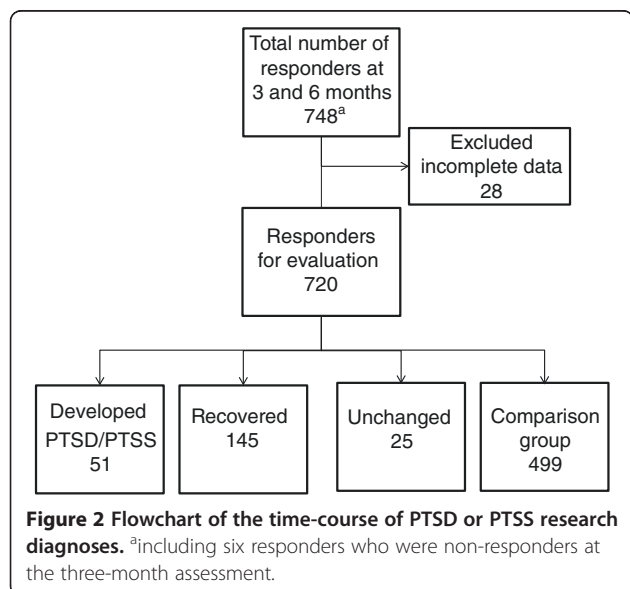 Total number of
responders at
3 and 6 months
748a
Excluded
incomplete data
28
Responders
for evaluation
720
Developed
PTSD/PTSS
51
Recovered
145
Unchanged
25
Comparison
group
499
Figure 2 Flowchart of the time-course of PTSD or PTSS research
diagnoses. aincluding six responders who were non-responders at
the three-month assessment.